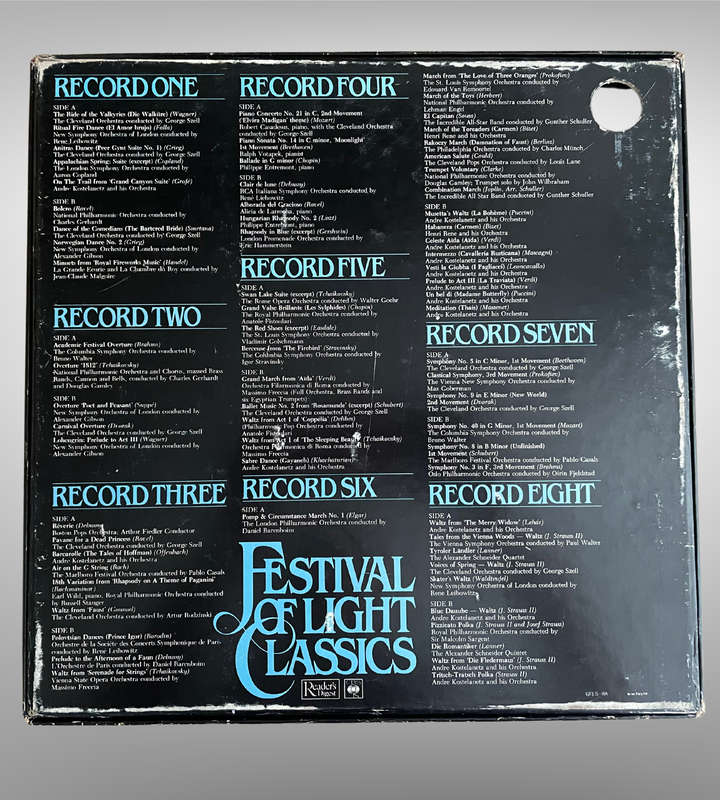 RECORD ONE
SIDE A
The Ride of the Valkyries (Die Walküre) (Wagner)
The Cleveland Orchestra conducted by George Szell
Ritual Fire Dance (El Amor brujo) (Falla)
New Symphony Orchestra of London conducted by
René Leibowitz
Anitras Dance (Peer Gynt Suite No. 1) (Grieg)
The Cleveland Orchestra conducted by George Szell
Appalachian Spring: Suite (excerpt) (Copland)
The London Symphony Orchestra conducted by
Aaron Copland
On The Trail from 'Grand Canyon Suite' (Grofe)
Andre Kostelanetz and his Orchestra
SIDE B
Bolero (Ravel)
National Philharmonic Orchestra conducted by
Charles Gerhardt
Dance of the Comedians (The Bartered Bride) (Smetana)
The Cleveland Orchestra conducted by George Szell
Norwegian Dance No. 2 (Grieg)
New Symphony Orchestra of London conducted by
Alexander Gibson
Minuets from 'Royal Fireworks Music' (Handel)
La Grande Ecurie and La Chambre dù Roy conducted by
Jean-Claude Malgoire
RECORD TWO
SIDE A
Academic Festival Overture (Brahms)
The Columbia Symphony Orchestra conducted by
Bruno Walter
Overture '1812' (Tchaikovsky)
National Philharmonic Orchestra and Chorus, massed Brass
Bands, Cannon and Bells, conducted by Charles Gerhardt
and Douglas Gamley
SIDE B
Overture 'Poet and Peasant' (Suppe)
New Symphony Orchestra of London conducted by
Alexander Gibson
Carnival Overture (Dvorak)
The Cleveland Orchestra conducted by George Szell
Lohengrin: Prelude to Act III (Wagner)
New Symphony Orchestra of London conducted by
Alexander Gibson
RECORD THREE
SIDE A
Rêverie (Debussy)
Boston Pops Orchestra, Arthur Fiedler Conductor
Pavane for a Dead Princess (Ravel)
The Cleveland Orchestra conducted by George Szell
Barcarolle (The Tales of Hoffman) (Offenbach)
Andre Kostelanetz and his Orchestra
Air on the G String (Bach)
The Marlboro Festival Orchestra conducted by Pablo Casals
18th Variation from 'Rhapsody on A Theme of Paganini'
(Rachmaninov)
Earl Wild, piano, Royal Philharmonic Orchestra conducted
by Russell Stanger
Waltz from 'Faust' (Gounod)
The Cleveland Orchestra conducted by Artur Rodzinski
SIDE B
Polovtsian Dances (Prince Igor) (Borodin)
Orchestre de la Société des Concerts Symphonique de Paris
conducted by René Leibowitz
Prelude to the Afternoon of a Faun (Debussy)
L'Orchestre de Paris conducted by Daniel Barenboim
Waltz from 'Serenade for Strings' (Tchaikovsky)
Vienna State Opera Orchestra conducted by
Massimo Freccia
RECORD FOUR
SIDE A
Piano Concerto No. 21 in C, 2nd Movement
('Elvira Madigan' theme) (Mozart)
Robert Casadesus, piano, with the Cleveland Orchestra
conducted by George Szell
Piano Sonata No. 14 in C minor, 'Moonlight'
1st Movement (Beethoven)
Ralph Votapek, pianist
Ballade in G minor (Chopin)
Philippe Entremont, piano
SIDE B
Clair de lune (Debussy)
RCA Italiana Symphony Orchestra conducted by
René Liebowitz
Alborada del Gracioso (Ravel)
Alicia de Larrocha, piano
Hungarian Rhapsody No. 2 (Liszt)
Philippe Entremont, piano
Rhapsody in Blue (excerpt) (Gershwin)
London Promenade Orchestra conducted by
Eric Hammerstein
RECORD FIVE
SIDE A
Swan Lake Suite (excerpt) (Tchaikovsky)
The Rome Opera Orchestra conducted by Walter Goehr
Grand Valse Brillante (Les Sylphides) (Chopin)
The Royal Philharmonic Orchestra conducted by
Anatole Fistoulari
The Red Shoes (excerpt) (Easdale)
The St. Louis Symphony Orchestra conducted by
Vladimir Golschmann
Berceuse from 'The Firebird' (Stravinsky)
The Columbia Symphony Orchestra conducted by
Igor Stravinsky
SIDE B
Grand March from 'Aida' (Verdi)
Orchestra Filarmonica di Roma conducted by
Massimo Freccia (Full Orchestra, Brass Bands and
six Egyptian Trumpets)
Ballet Music No. 2 from 'Rosamunde' (excerpt) (Schubert)
The Cleveland Orchestra conducted by George Szell
Waltz from Act 1 of 'Coppelia' (Delibes)
Philharmonic Pop Orchestra conducted by
Anatole Fistoulari
Waltz from Act 1 of 'The Sleeping Beauty' (Tchaikovsky)
Orchestra Filarmonica di Roma conducted by
Massimo Freccia
Sabre Dance (Gayaneh) (Khachaturian)
Andre Kostelanetz and his Orchestra
RECORD SIX
SIDE A
Pomp & Circumstance March No. 1 (Elgar)
The London Philharmonic Orchestra conducted by
Daniel Barenboim
March from 'The Love of Three Oranges' (Prokofiev)
The St. Louis Symphony Orchestra conducted by
Edouard Van Remoortel
March of the Toys (Herbert)
National Philharmonic Orchestra conducted by
Lehman Engel
El Capitan (Sousa)
The Incredible All-Star Band conducted by Gunther Schuller
March of the Toreadors (Carmen) (Bizet)
Henri Rene and his Orchestra
Rakoczy March (Damnation of Faust) (Berlioz)
The Philadelphia Orchestra conducted by Charles Münch
American Salute (Gould)
The Cleveland Pops Orchestra conducted by Louis Lane
Trumpet Voluntary (Clarke)
National Philharmonic Orchestra conducted by
Douglas Gamley; Trumpet solo by John Wilbraham
Combination March (Joplin, Arr. Schuller)
The Incredible All-Star Band conducted by Gunther Schuller
SIDE B
Musetta's Waltz (La Bohème) (Puccini)
Andre Kostelanetz and his Orchestra
Habanera (Carmen) (Bizet)
Henri Rene and his Orchestra
Celeste Aida (Aida) (Verdi)
Andre Kostelanetz and his Orchestra
Intermezzo (Cavalleria Rusticana) (Mascagni)
Andre Kostelanetz and his Orchestra
Vesti la Giubba (I Pagliacci) (Leoncavallo)
Andre Kostelanetz and his Orchestra
Prelude to Act III (La Traviata) (Verdi)
Andre Kostelanetz and his Orchestra
Un bel di (Madame Butterfly) (Puccini)
Andre Kostelanetz and his Orchestra
Meditation (Thais) (Massenet)
Andre Kostelanetz and his Orchestra
RECORD SEVEN
SIDE A
Symphony No. 5 in C Minor, 1st Movement (Beethoven)
The Cleveland Orchestra conducted by George Szell
Classical Symphony, 3rd Movement (Prokofiev)
The Vienna New Symphony Orchestra conducted by
Max Goberman
Symphony No. 9 in E Minor (New World)
2nd Movement (Dvorak)
The Cleveland Orchestra conducted by George Szell
SIDE B
Symphony No. 40 in G Minor, 1st Movement (Mozart)
The Columbia Symphony Orchestra conducted by
Bruno Walter
Symphony No. 8 in B Minor (Unfinished)
1st Movement (Schubert)
The Marlboro Festival Orchestra conducted by Pablo Casals
Symphony No. 3 in F, 3rd Movement (Brahms)
Oslo Philharmonic Orchestra conducted by Oivin Fjeldstad
RECORD EIGHT
SIDE A
Waltz from 'The Merry Widow' (Lehár)
Andre Kostelanetz and his Orchestra
Tales from the Vienna Woods — Waltz (J. Strauss II)
The Vienna Symphony Orchestra conducted by Paul Walter
Tyroler Ländler (Lanner)
The Alexander Schneider Quartet
Voices of Spring — Waltz (J. Strauss II)
The Cleveland Orchestra conducted by George Szell
Skater's Waltz (Waldteufel)
New Symphony Orchestra of London conducted by
Rene Leibowitz
SIDE B
Blue Danube — Waltz (J. Strauss II)
Andre Kostelanetz and his Orchestra
Pizzicato Polka (J. Strauss II and Josef Strauss)
Royal Philharmonic Orchestra conducted by
Sir Malcolm Sargent
Die Romantiker (Lanner)
The Alexander Schneider Quintet
Waltz from 'Die Fledermaus' (J. Strauss II)
Andre Kostelanetz and his Orchestra
Tritsch-Tratsch Polka (Strauss II)
Andre Kostelanetz and his Orchestra
FESTIVAL
OF LIGHT
CLASSICS
Reader's
Digest
CBS